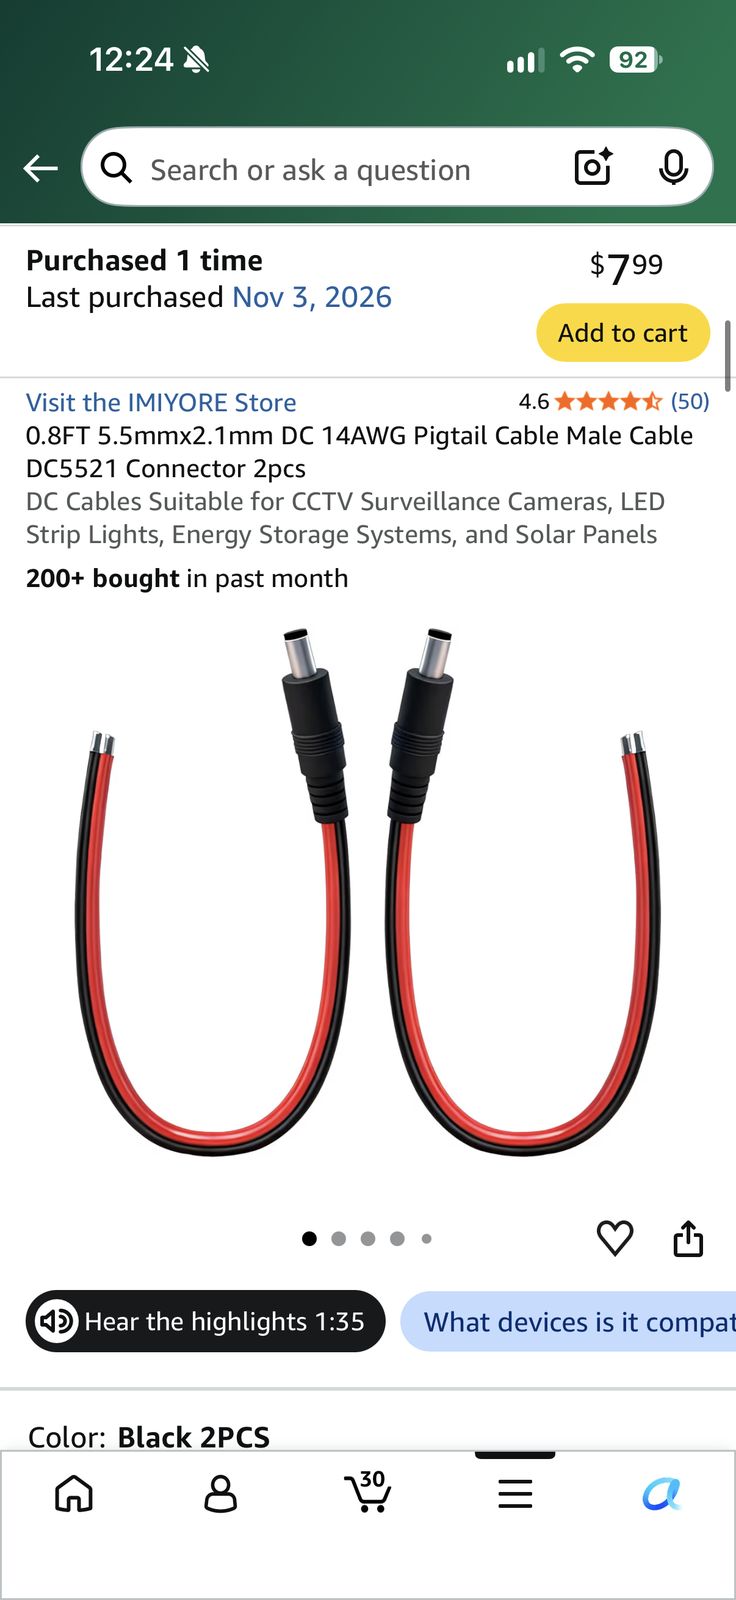 12:24
92
Search or ask a question
Purchased 1 time
$799
Last purchased Nov 3, 2026
Add to cart
Visit the IMIYORE Store
4.6 (50)
0.8FT 5.5mmx2.1mm DC 14AWG Pigtail Cable Male Cable
DC5521 Connector 2pcs
DC Cables Suitable for CCTV Surveillance Cameras, LED
Strip Lights, Energy Storage Systems, and Solar Panels
200+ bought in past month
Hear the highlights 1:35
What devices is it compat
Color: Black 2PCS
30